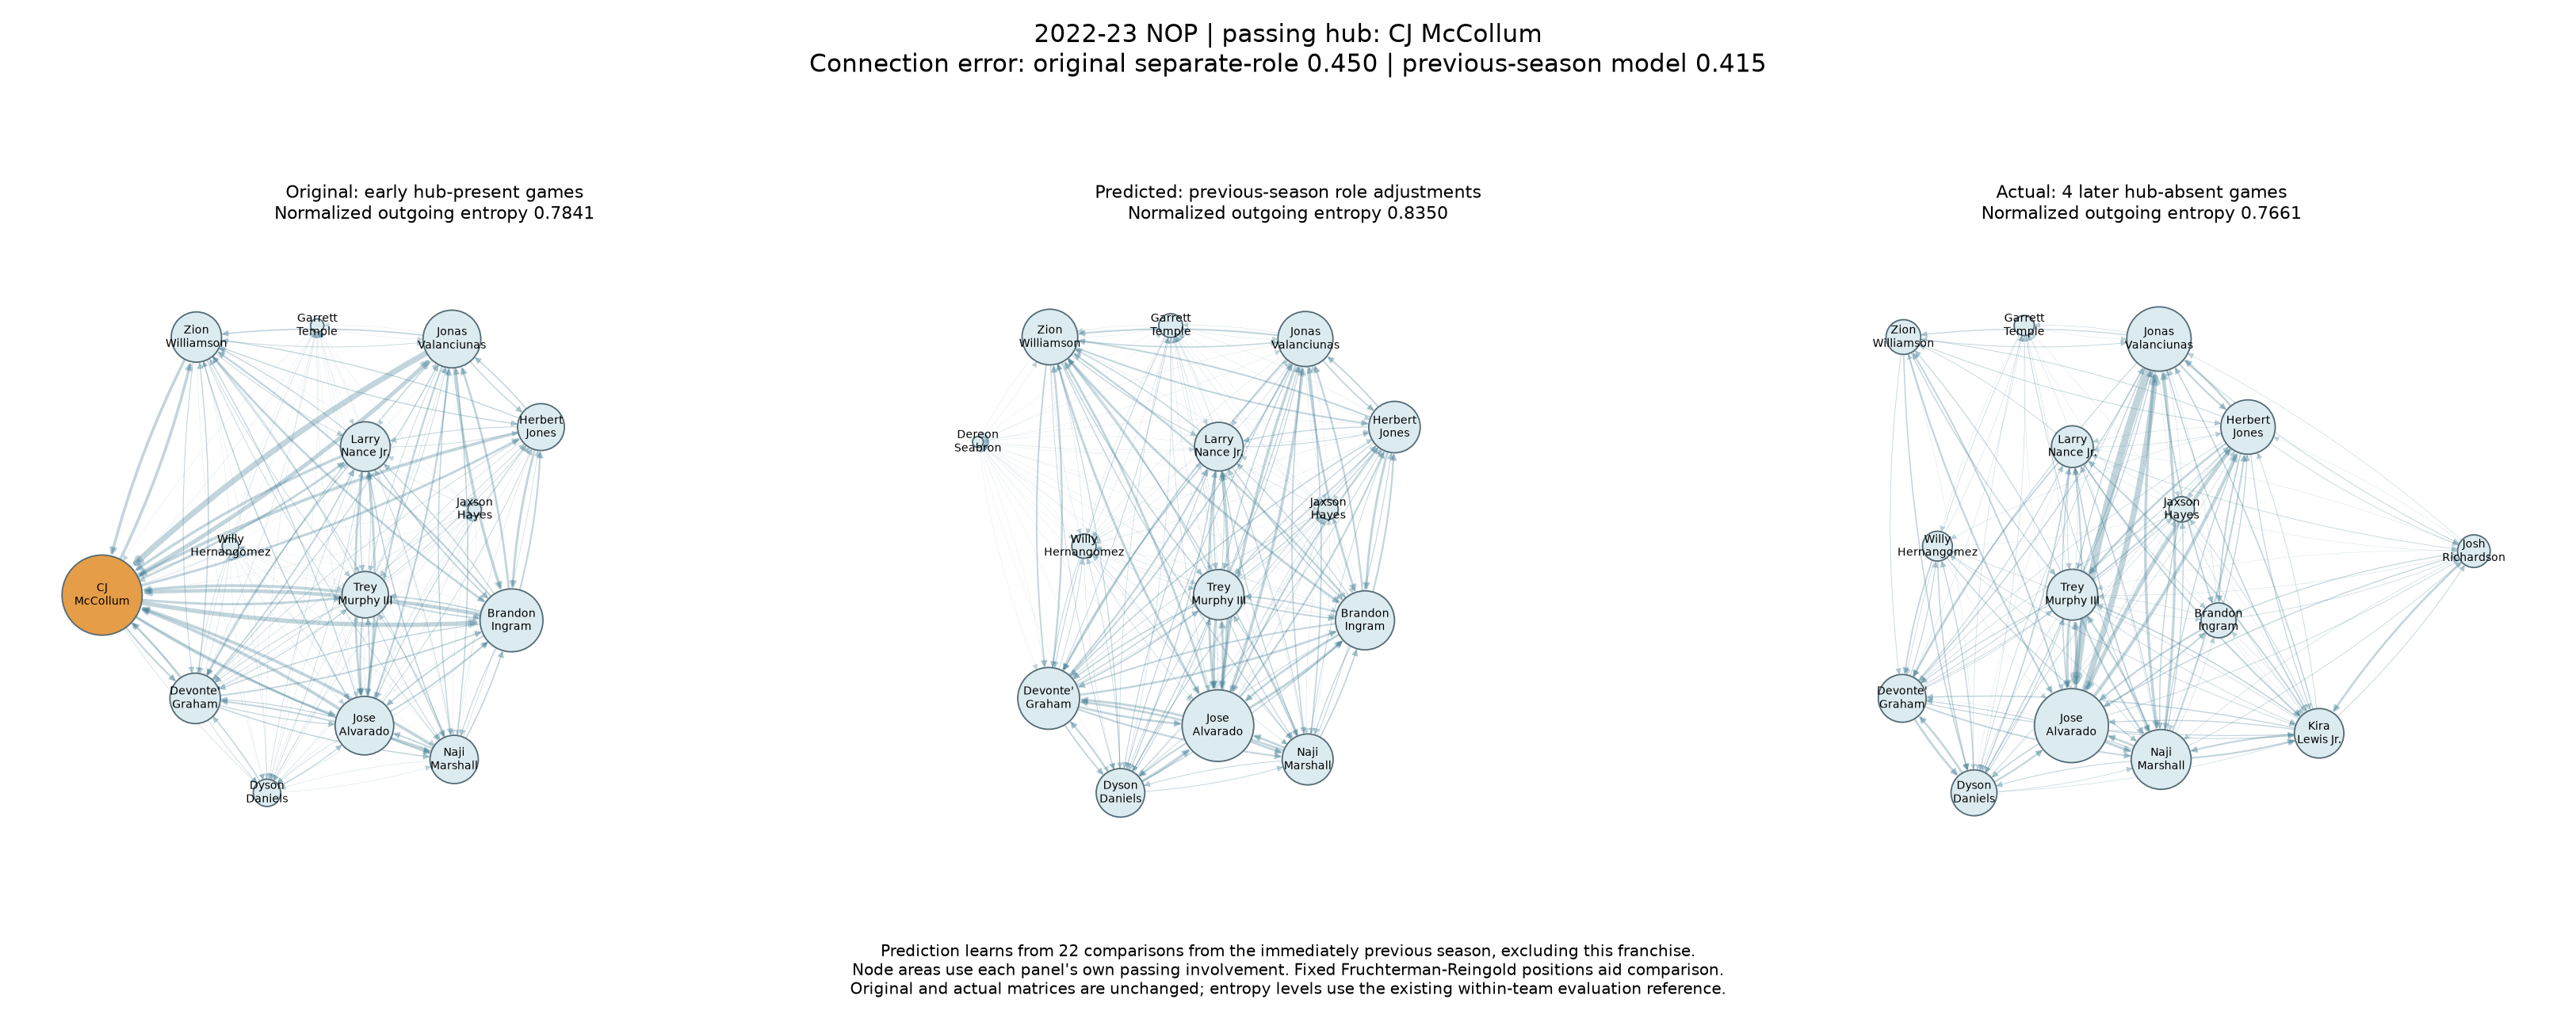 2022-23 NOP | passing hub: CJ McCollum
Connection error: original separate-role 0.450 | previous-season model 0.415
Original: early hub-present games
Normalized outgoing entropy 0.7841
Zion
Williamson
Garrett
Temple
Jonas
Valanciunas
Herbert
Jones
Larry
Nance Jr.
Jaxson
Hayes
Willy
Hernangomez
CJ
McCollum
Trey
Murphy III
Brandon
Ingram
Devonte'
Graham
Jose
Alvarado
Naji
Marshall
Dyson
Daniels
Predicted: previous-season role adjustments
Normalized outgoing entropy 0.8350
Zion
Williamson
Garrett
Temple
Jonas
Valanciunas
Dereon
Seabron
Herbert
Jones
Larry
Nance Jr.
Jaxson
Hayes
Willy
Hernangomez
Trey
Murphy III
Brandon
Ingram
Devonte'
Graham
Jose
Alvarado
Naji
Marshall
Dyson
Daniels
Actual: 4 later hub-absent games
Normalized outgoing entropy 0.7661
Zion
Williamson
Garrett
Temple
Jonas
Valanciunas
Herbert
Jones
Larry
Nance Jr.
Jaxson
Hayes
Willy
Hernangomez
Josh
Richardson
Trey
Murphy III
Brandon
Ingram
Devonte'
Graham
Jose
Alvarado
Kira
Lewis Jr.
Naji
Marshall
Dyson
Daniels
Prediction learns from 22 comparisons from the immediately previous season, excluding this franchise.
Node areas use each panel's own passing involvement. Fixed Fruchterman-Reingold positions aid comparison.
Original and actual matrices are unchanged; entropy levels use the existing within-team evaluation reference.